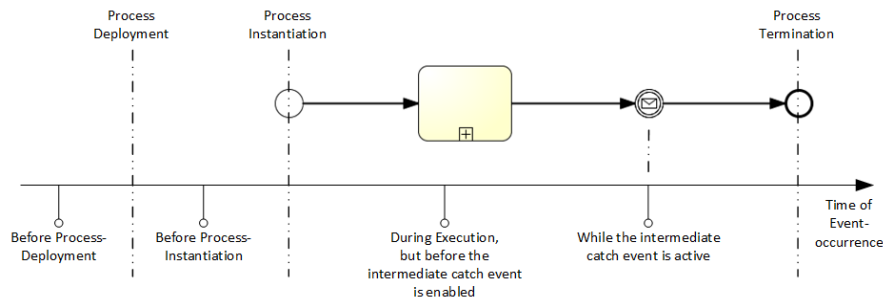 Process
Deployment
Process
Instantiation
Process
Termination
Before Process-
Deployment
Before Process-
Instantiation
During Execution,
but before the
intermediate catch event
is enabled
While the intermediate
catch event is active
Time of
Event-
occurrence